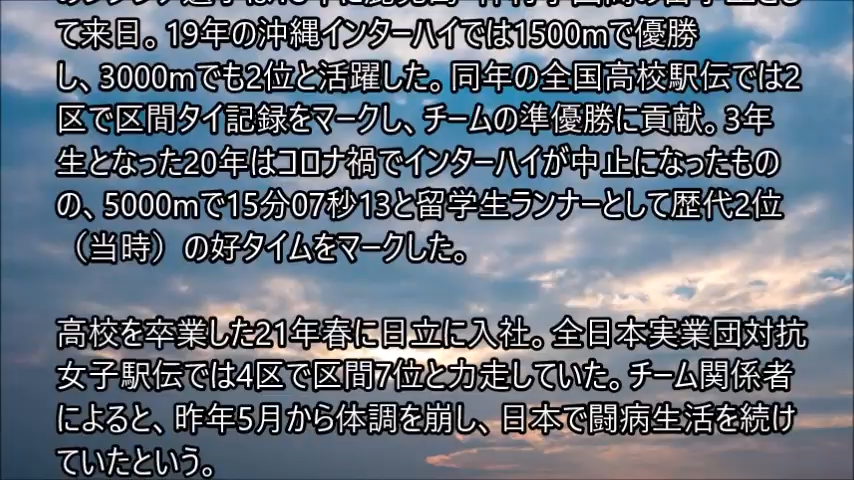 て来日。19年の沖縄インターハイでは1500mで優勝
し、3000mでも2位と活躍した。同年の全国高校駅伝では2
区で区間タイ記録をマークし、チームの準優勝に貢献。3年
生となった20年はコロナ禍でインターハイが中止になったもの
の、5000mで15分07秒13と留学生ランナーとして歴代2位
（当時）の好タイムをマークした。
高校を卒業した21年春に日立に入社。全日本実業団対抗
女子駅伝では4区で区間7位と力走していた。チーム関係者
によると、昨年5月から体調を崩し、日本で闘病生活を続け
ていたという。